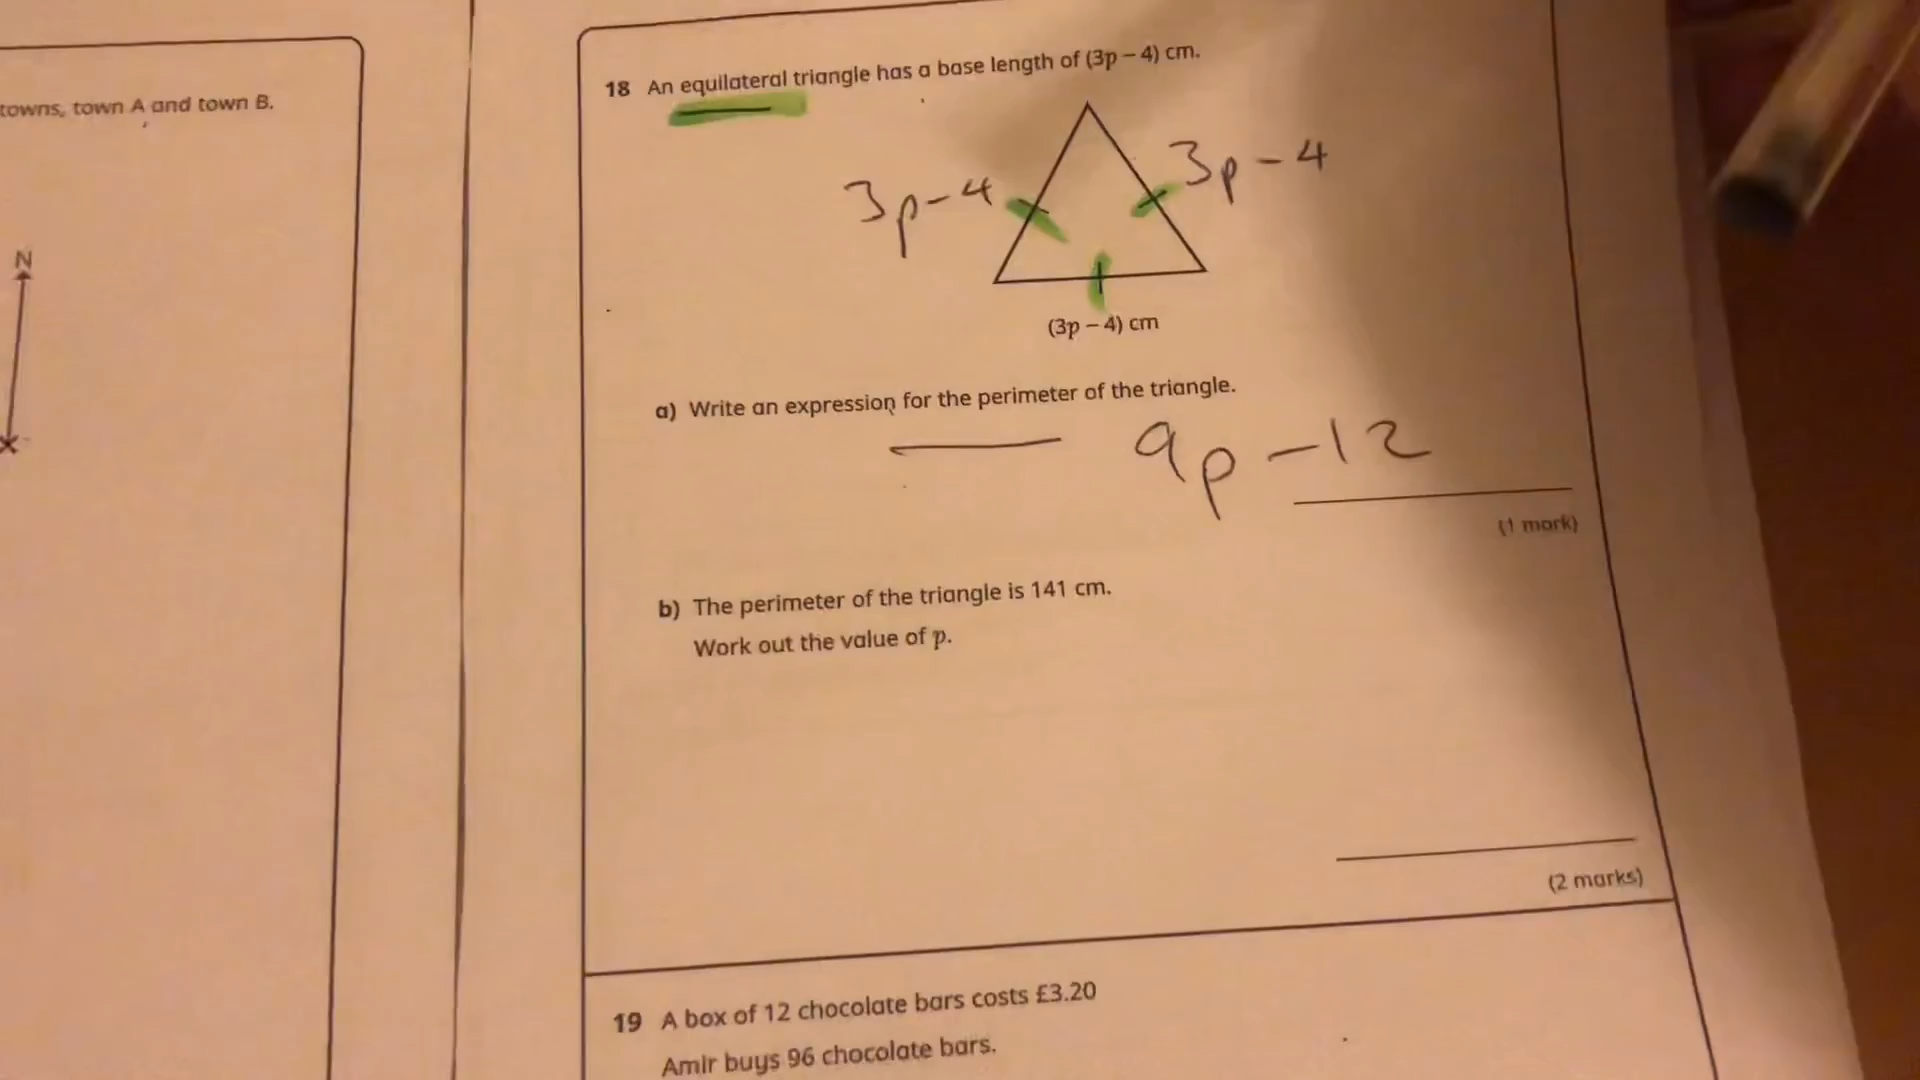 towns, town A and town B.
N
18 An equilateral triangle has a base length of (3p – 4) cm.
3p-4
3p-4
(3p – 4) cm
a) Write an expression for the perimeter of the triangle.
9p -12
(1 mark)
b) The perimeter of the triangle is 141 cm.
Work out the value of p.
(2 marks)
19 A box of 12 chocolate bars costs £3.20
Amir buys 96 chocolate bars.